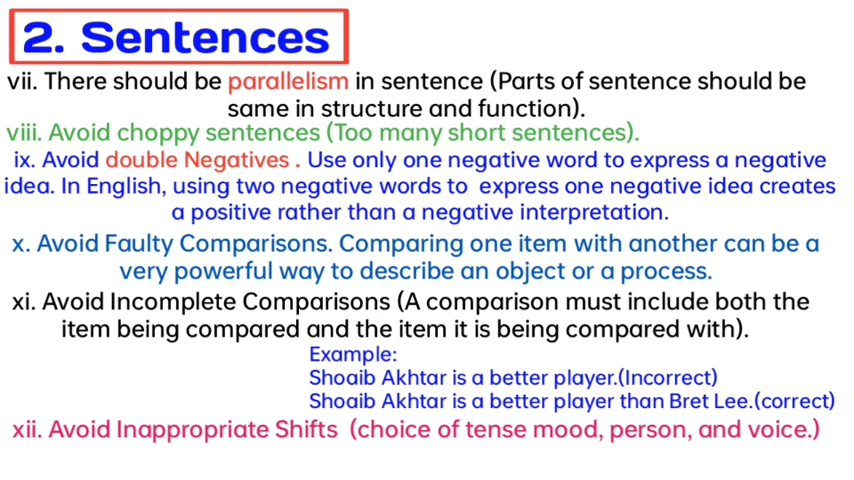 2. Sentences
vii. There should be parallelism in sentence (Parts of sentence should be
same in structure and function).
viii. Avoid choppy sentences (Too many short sentences).
ix. Avoid double Negatives . Use only one negative word to express a negative
idea. In English, using two negative words to express one negative idea creates
a positive rather than a negative interpretation.
x. Avoid Faulty Comparisons. Comparing one item with another can be a
very powerful way to describe an object or a process.
xi. Avoid Incomplete Comparisons (A comparison must include both the
item being compared and the item it is being compared with).
Example:
Shoaib Akhtar is a better player.(Incorrect)
Shoaib Akhtar is a better player than Bret Lee.(correct)
xii. Avoid Inappropriate Shifts (choice of tense mood, person, and voice.)